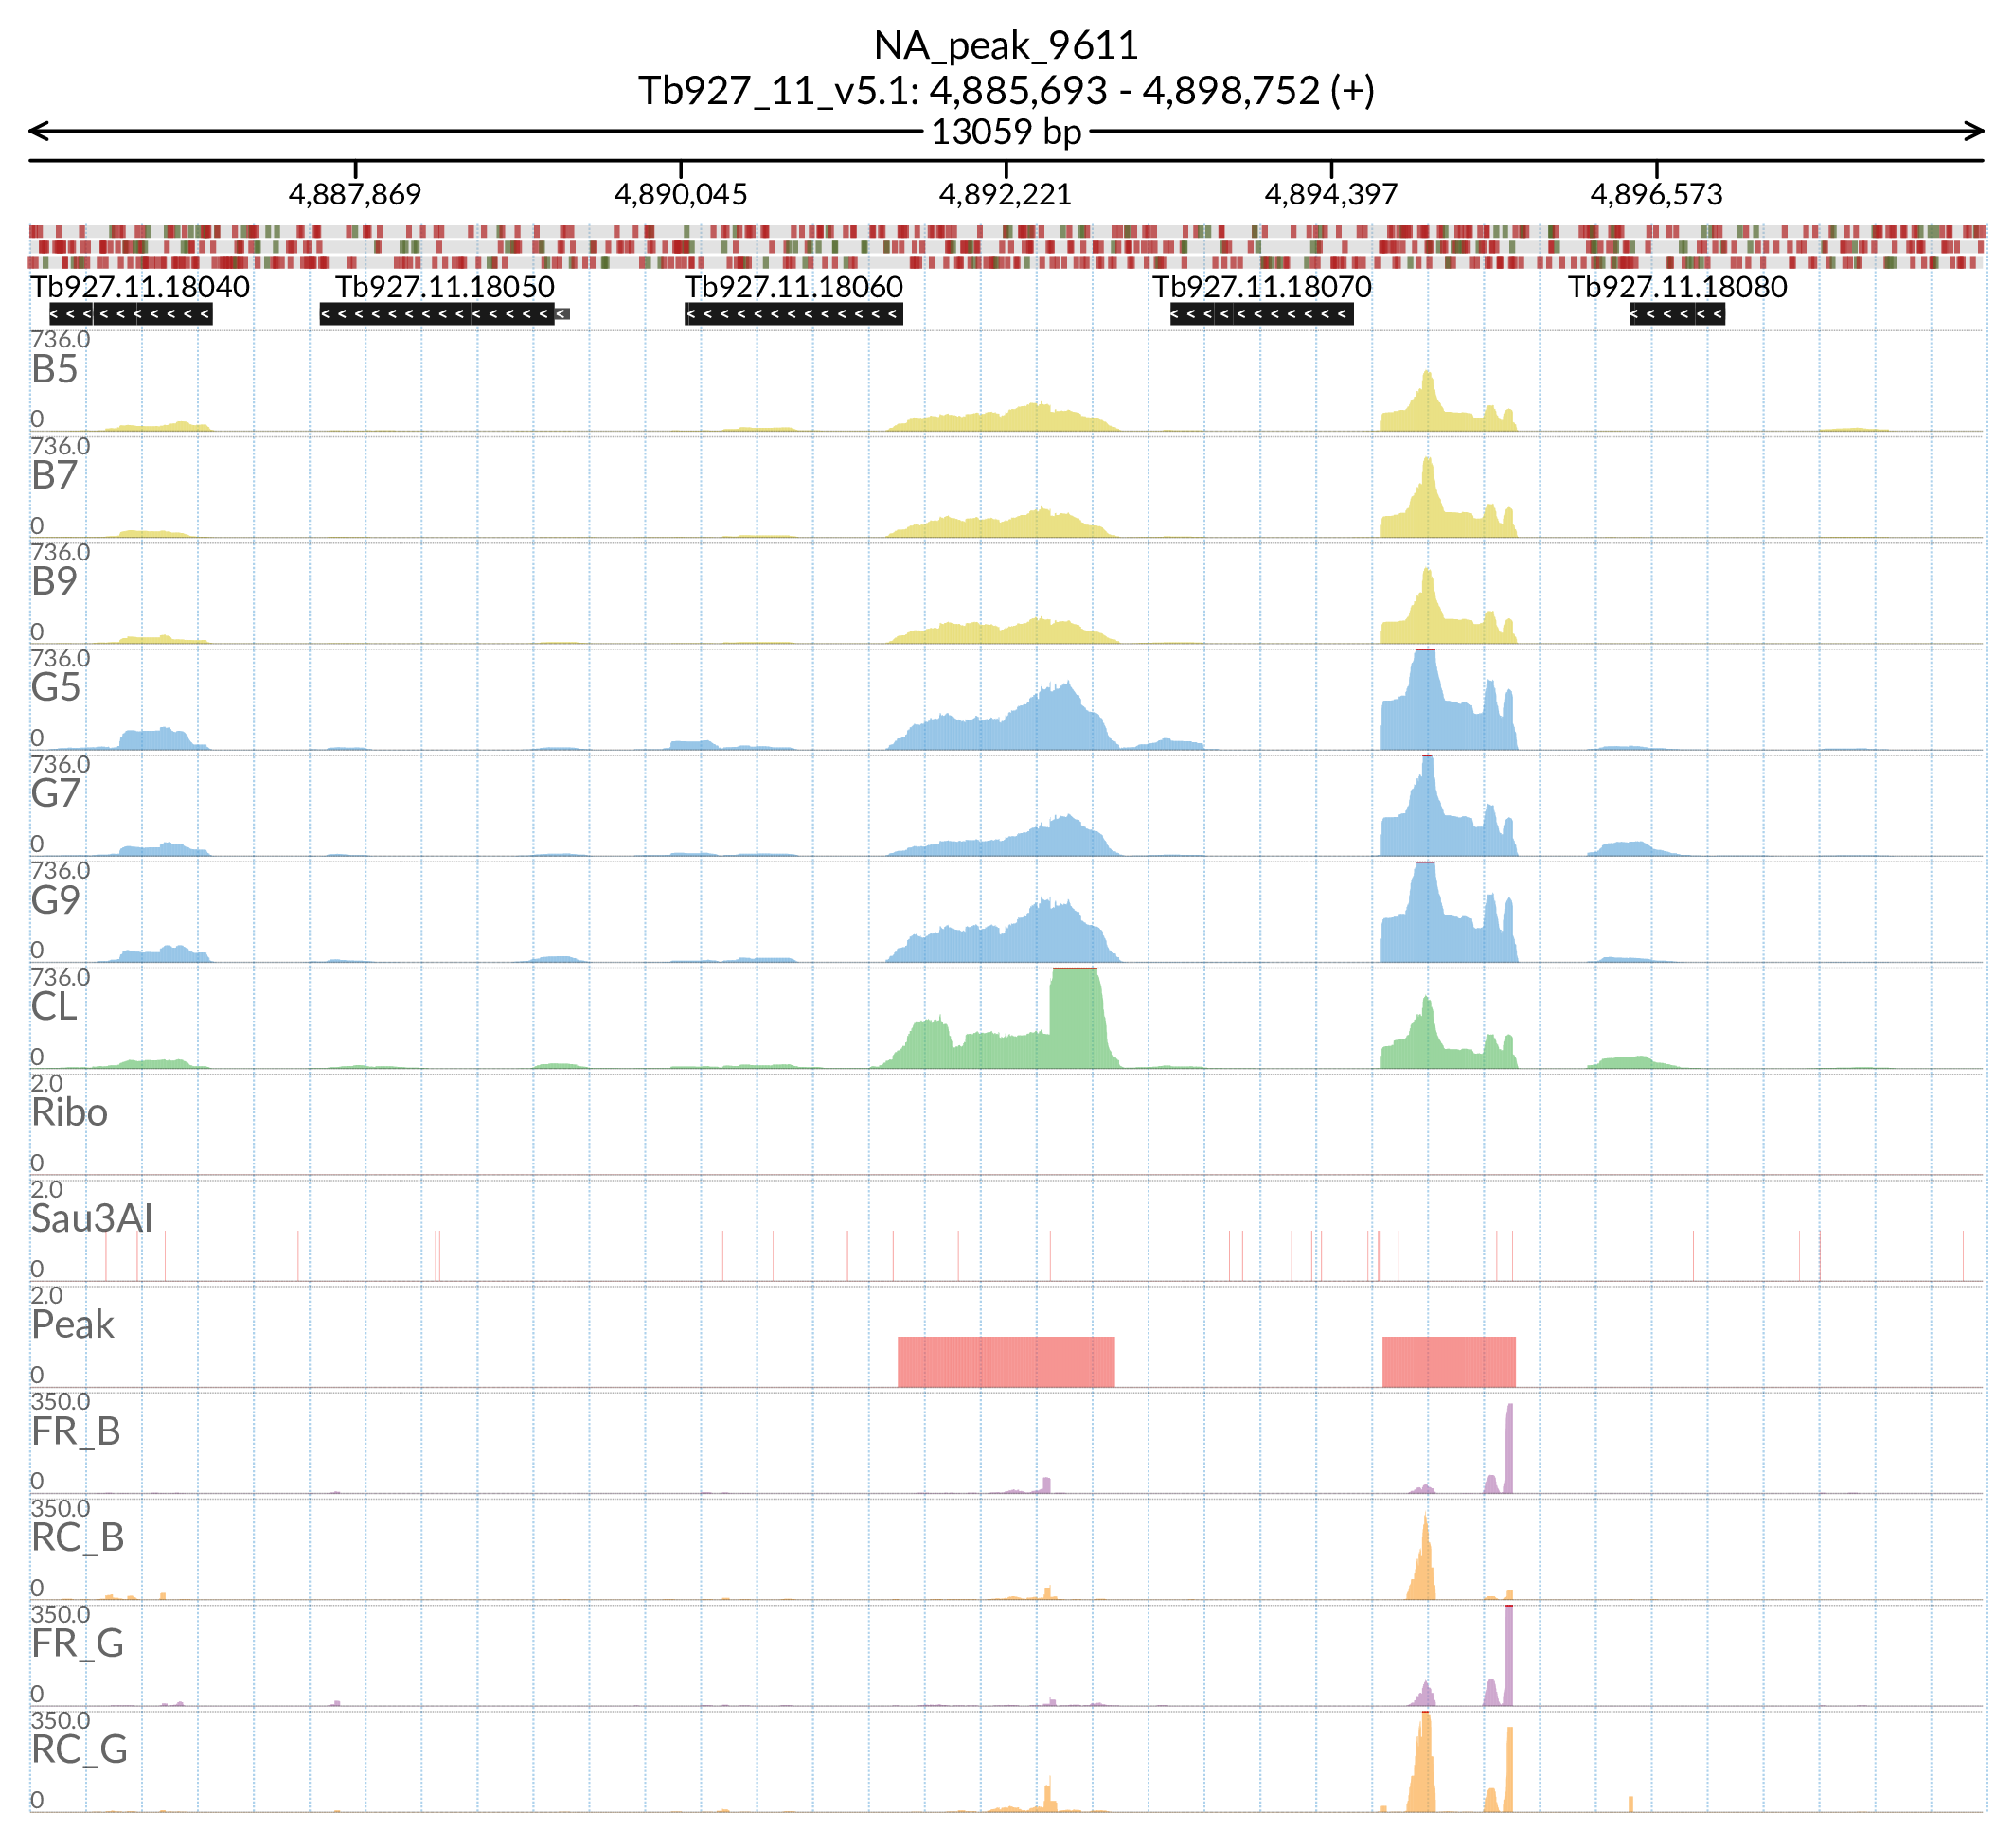 NA_peak_9611
Tb927_11_v5.1: 4,885,693 - 4,898,752 (+)
13059 bp
4,887,869 4,890,045 4,892,221 4,894,397 4,896,573
Tb927.11.18040 Tb927.11.18050 Tb927.11.18060 Tb927.11.18070 Tb927.11.18080
736.0
B5
0
736.0
B7
0
736.0
B9
0
736.0
G5
0
736.0
G7
0
736.0
G9
0
736.0
CL
0
2.0
Ribo
0
2.0
Sau3AI
0
2.0
Peak
0
350.0
FR_B
0
350.0
RC_B
0
350.0
FR_G
0
350.0
RC_G
0